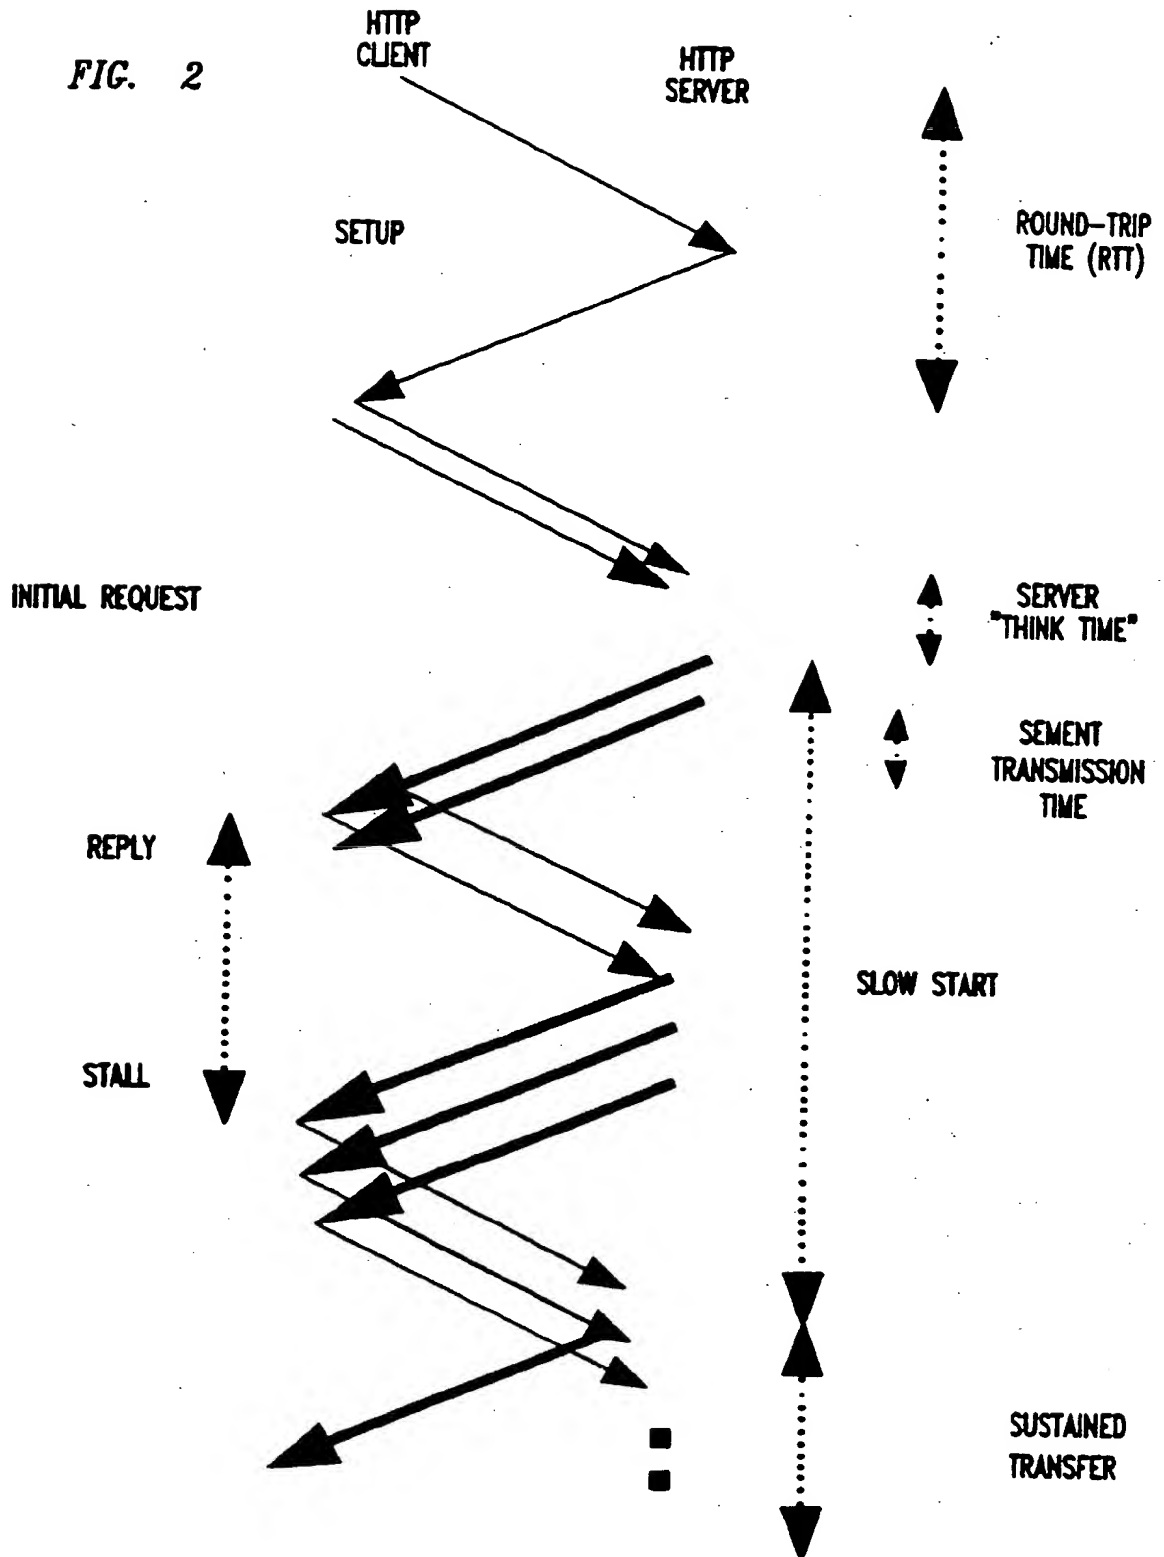 FIG. 2
HTTP
CLIENT
HTTP
SERVER
SETUP
ROUND-TRIP
TIME (RTT)
INITIAL REQUEST
SERVER
"THINK TIME"
SEMENT
TRANSMISSION
TIME
REPLY
SLOW START
STALL
SUSTAINED
TRANSFER